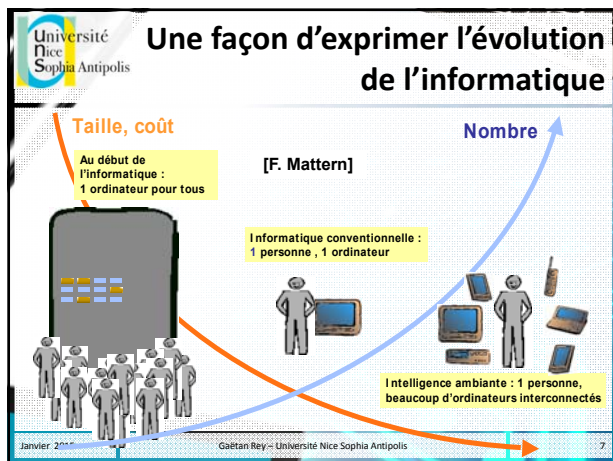 Université
Nice
Sophia Antipolis
Une façon d'exprimer l'évolution
de l'informatique
Taille, coût
Nombre
Au début de
l'informatique :
1 ordinateur pour tous
[F. Mattern]
Informatique conventionnelle :
1 personne , 1 ordinateur
Intelligence ambiante : 1 personne,
beaucoup d'ordinateurs interconnectés
Janvier
Gaëtan Rey – Université Nice Sophia Antipolis
7